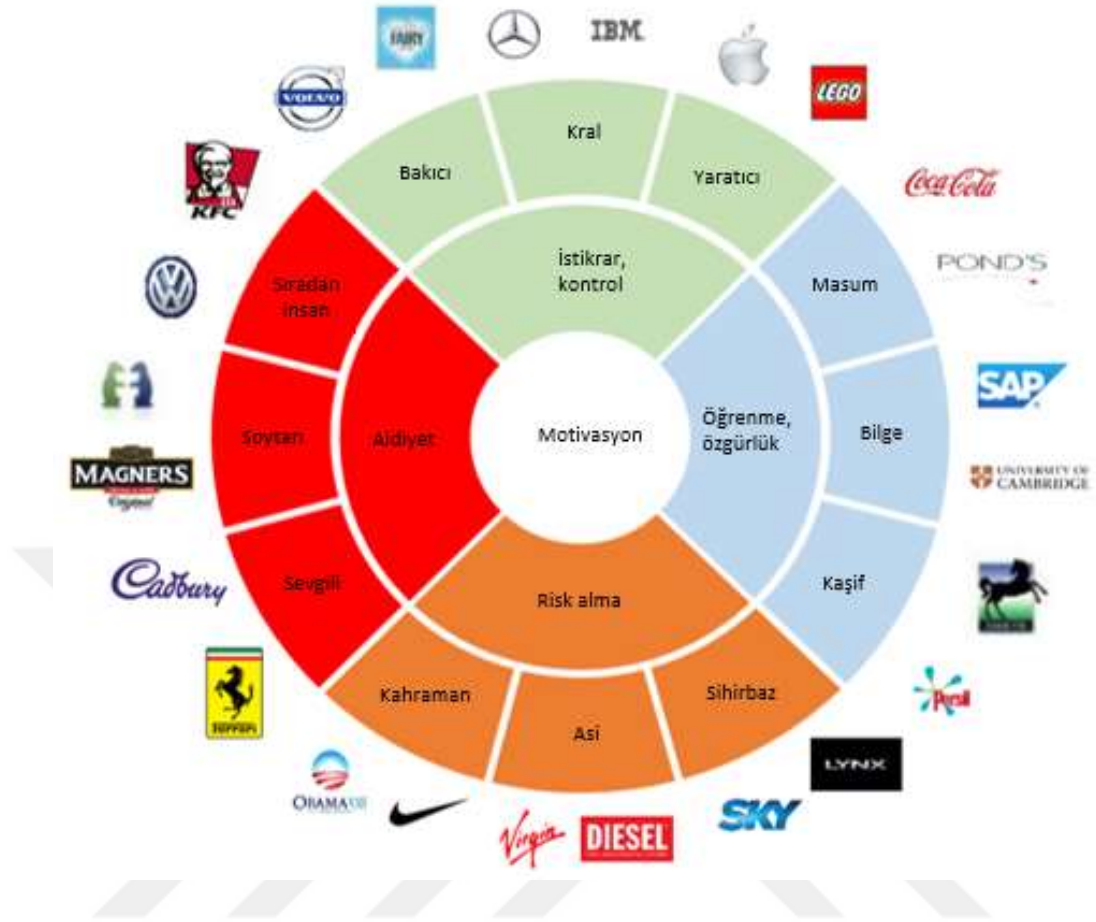 FAIRY
IBM
VOLVO
LEGO
KFC
Coca-Cola
POND'S
SAP
UNIVERSITY OF
CAMBRIDGE
Persil
LYNX
SKY
DIESEL
Virgin
OBAMA'08
Ferrari
Cadbury
MAGNERS
Original
Bakıcı
Kral
Yaratıcı
Masum
Bilge
Kaşif
Sihirbaz
Asi
Kahraman
Sevgili
Soytarı
Sıradan
insan
İstikrar,
kontrol
Öğrenme,
özgürlük
Risk alma
Aidiyet
Motivasyon